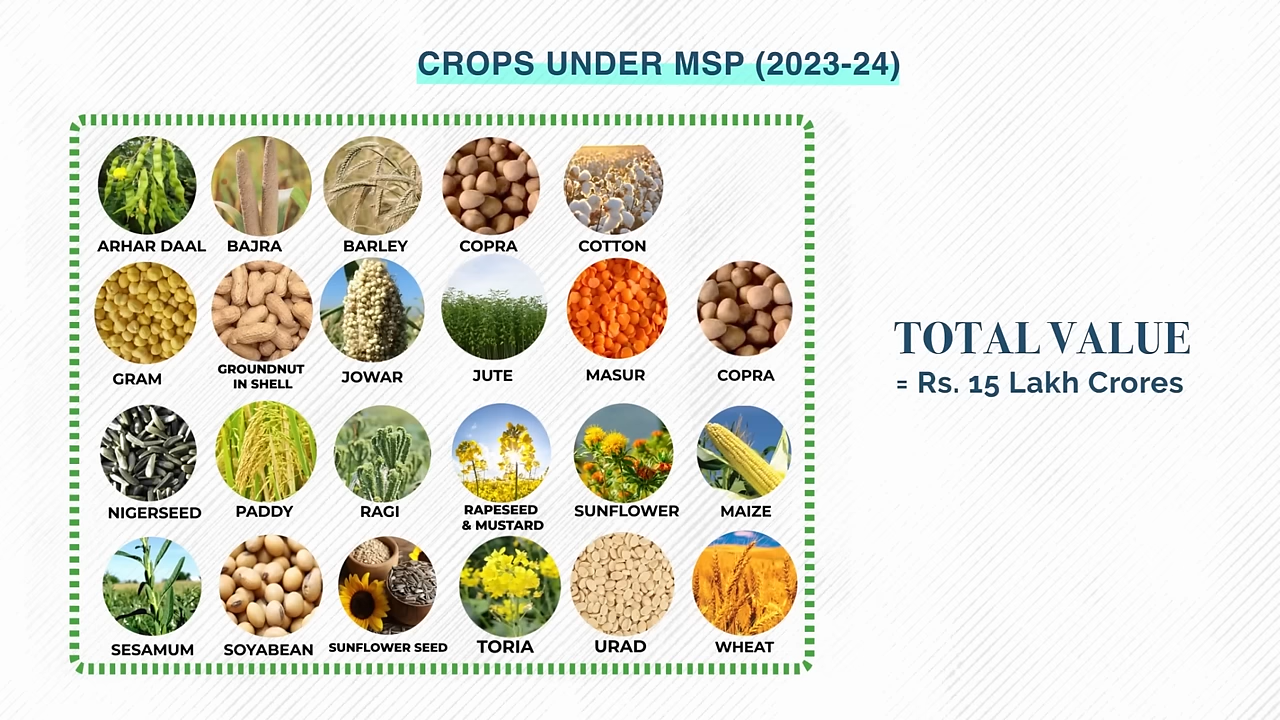 CROPS UNDER MSP (2023-24)
ARHAR DAAL
BAJRA
BARLEY
COPRA
COTTON
GRAM
GROUNDNUT
IN SHELL
JOWAR
JUTE
MASUR
COPRA
NIGERSEED
PADDY
RAGI
RAPESEED
& MUSTARD
SUNFLOWER
MAIZE
SESAMUM
SOYABEAN
SUNFLOWER SEED
TORIA
URAD
WHEAT
TOTAL VALUE
= Rs. 15 Lakh Crores